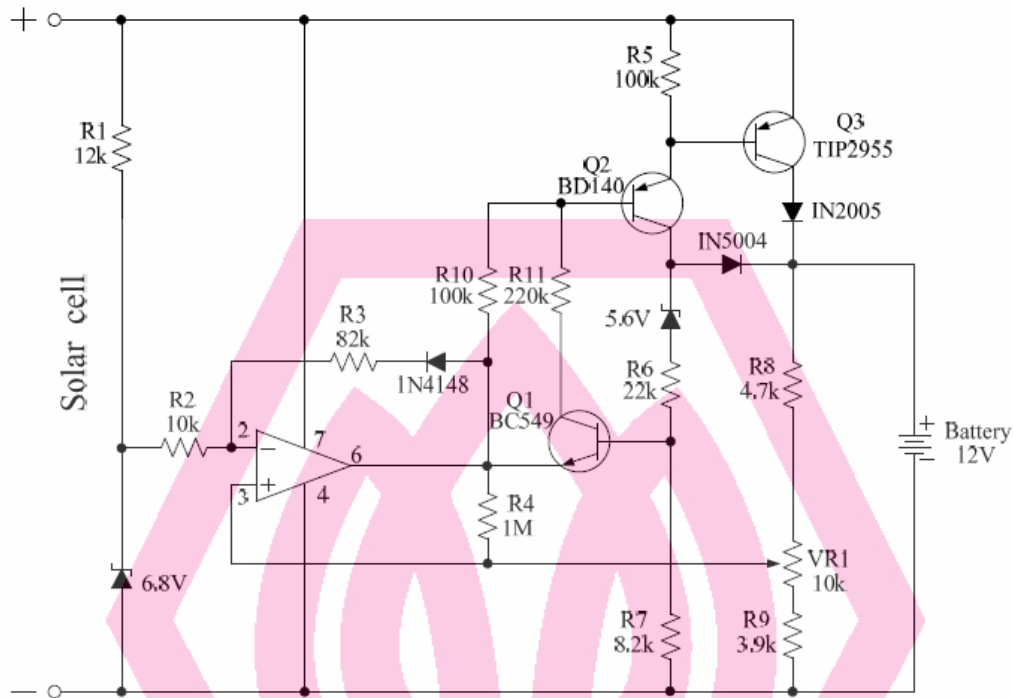 +
R5
100k
Q3
TIP2955
R1
12k
Q2
BD140
IN2005
IN5004
R10
100k
R11
220k
5.6V
R3
82k
1N4148
R6
22k
R8
4.7k
Solar cell
Q1
BC549
R2
10k
2
7
6
3
4
−
+
R4
1M
+
Battery
12V
−
VR1
10k
6.8V
R7
8.2k
R9
3.9k
−